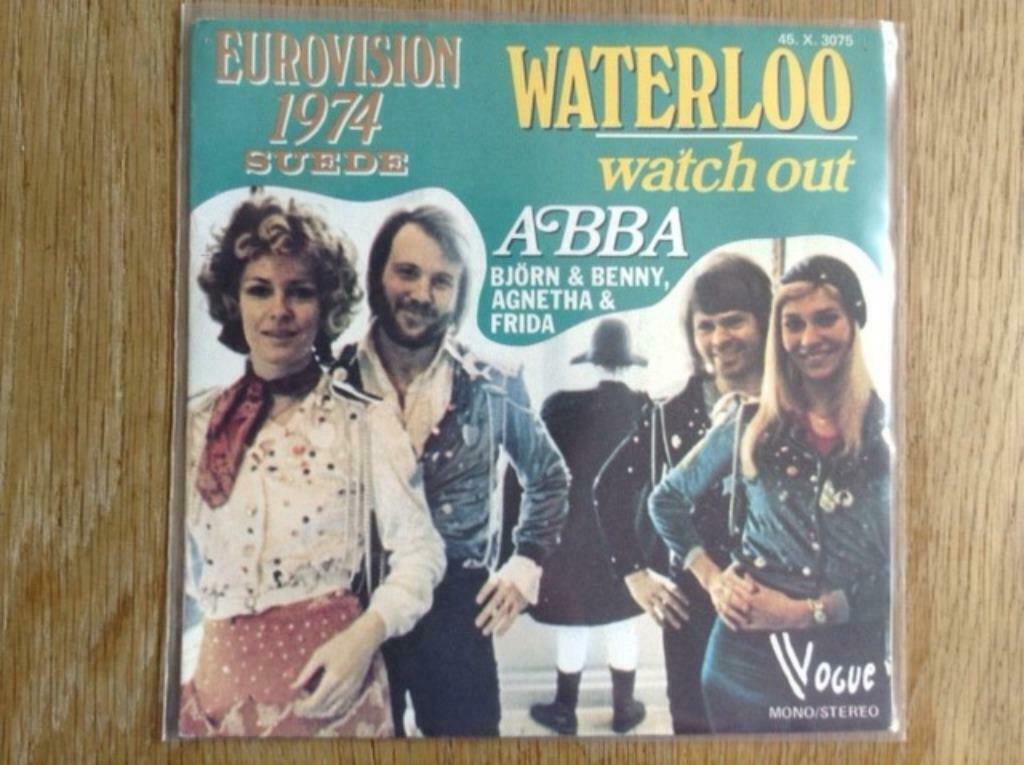 EUROVISION
1974
SUEDE
45. X. 3075
WATERLOO
watch out
ABBA
BJÖRN & BENNY,
AGNETHA &
FRIDA
VOGUE
MONO/STEREO